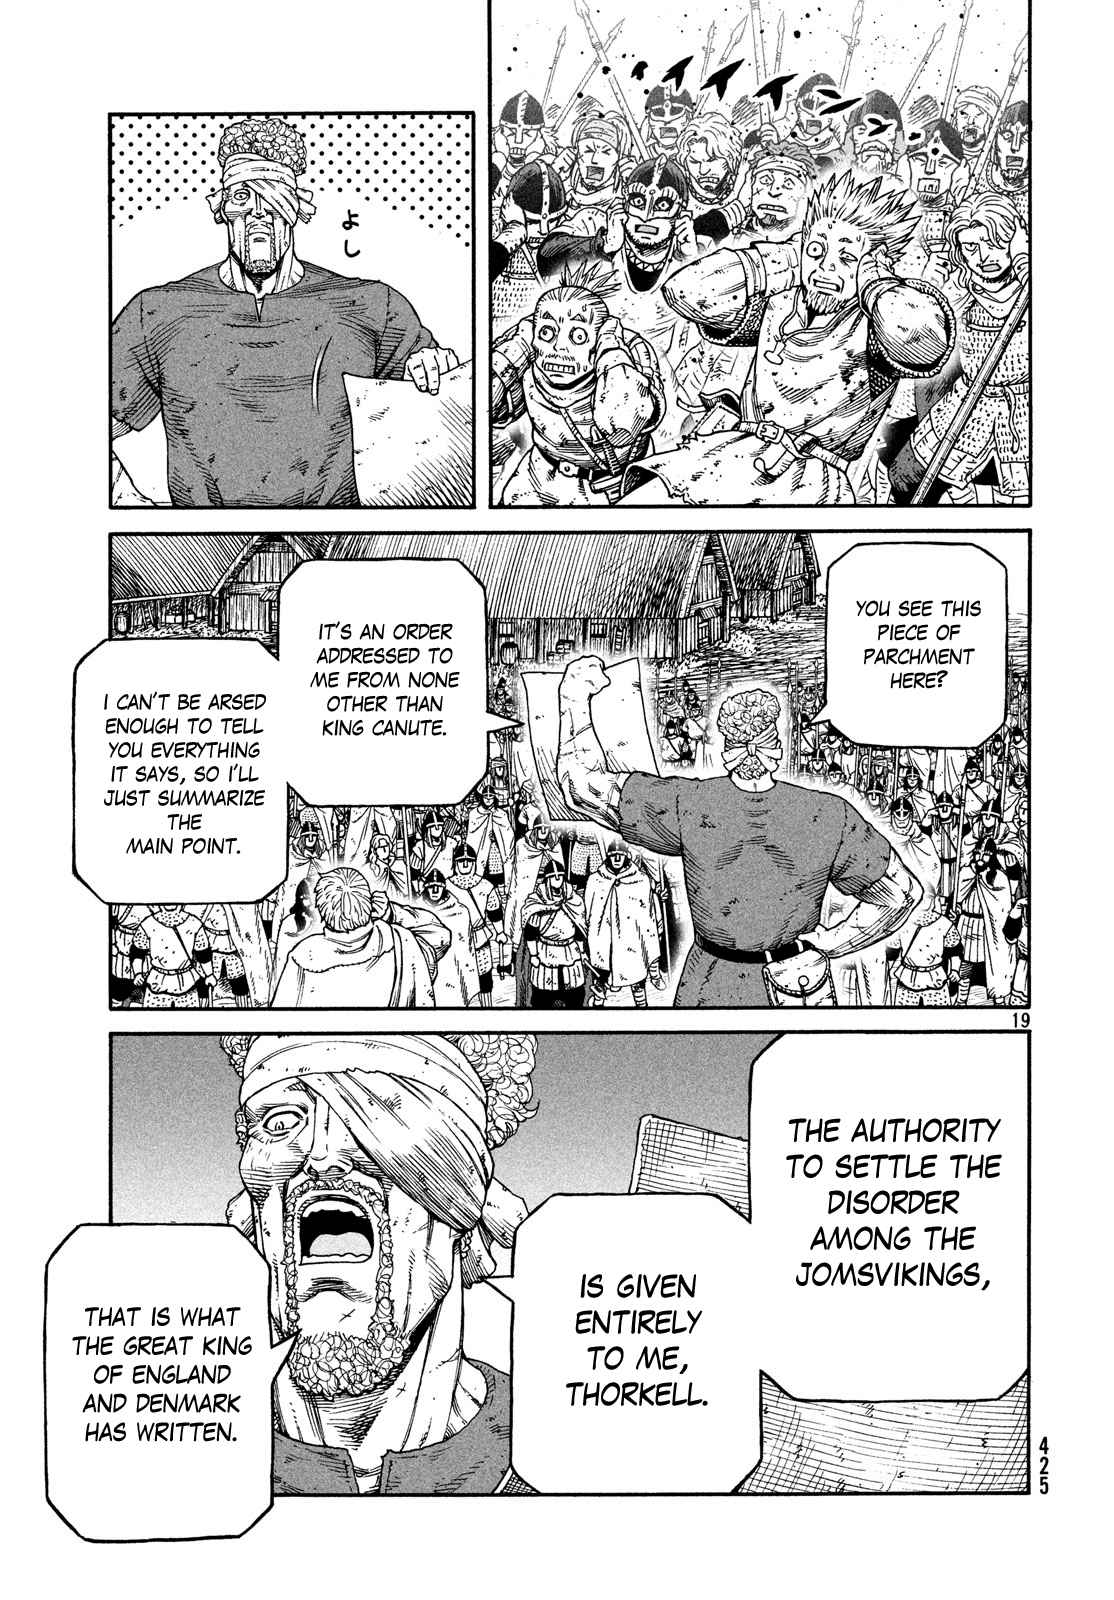 よし
YOU SEE THIS
PIECE OF
PARCHMENT
HERE?
IT'S AN ORDER
ADDRESSED TO
ME FROM NONE
OTHER THAN
KING CANUTE.
I CAN'T BE ARSED
ENOUGH TO TELL
YOU EVERYTHING
IT SAYS, SO I'LL
JUST SUMMARIZE
THE
MAIN POINT.
19
THE AUTHORITY
TO SETTLE THE
DISORDER
AMONG THE
JOMSVIKINGS,
IS GIVEN
ENTIRELY
TO ME,
THORKELL.
THAT IS WHAT
THE GREAT KING
OF ENGLAND
AND DENMARK
HAS WRITTEN.
425